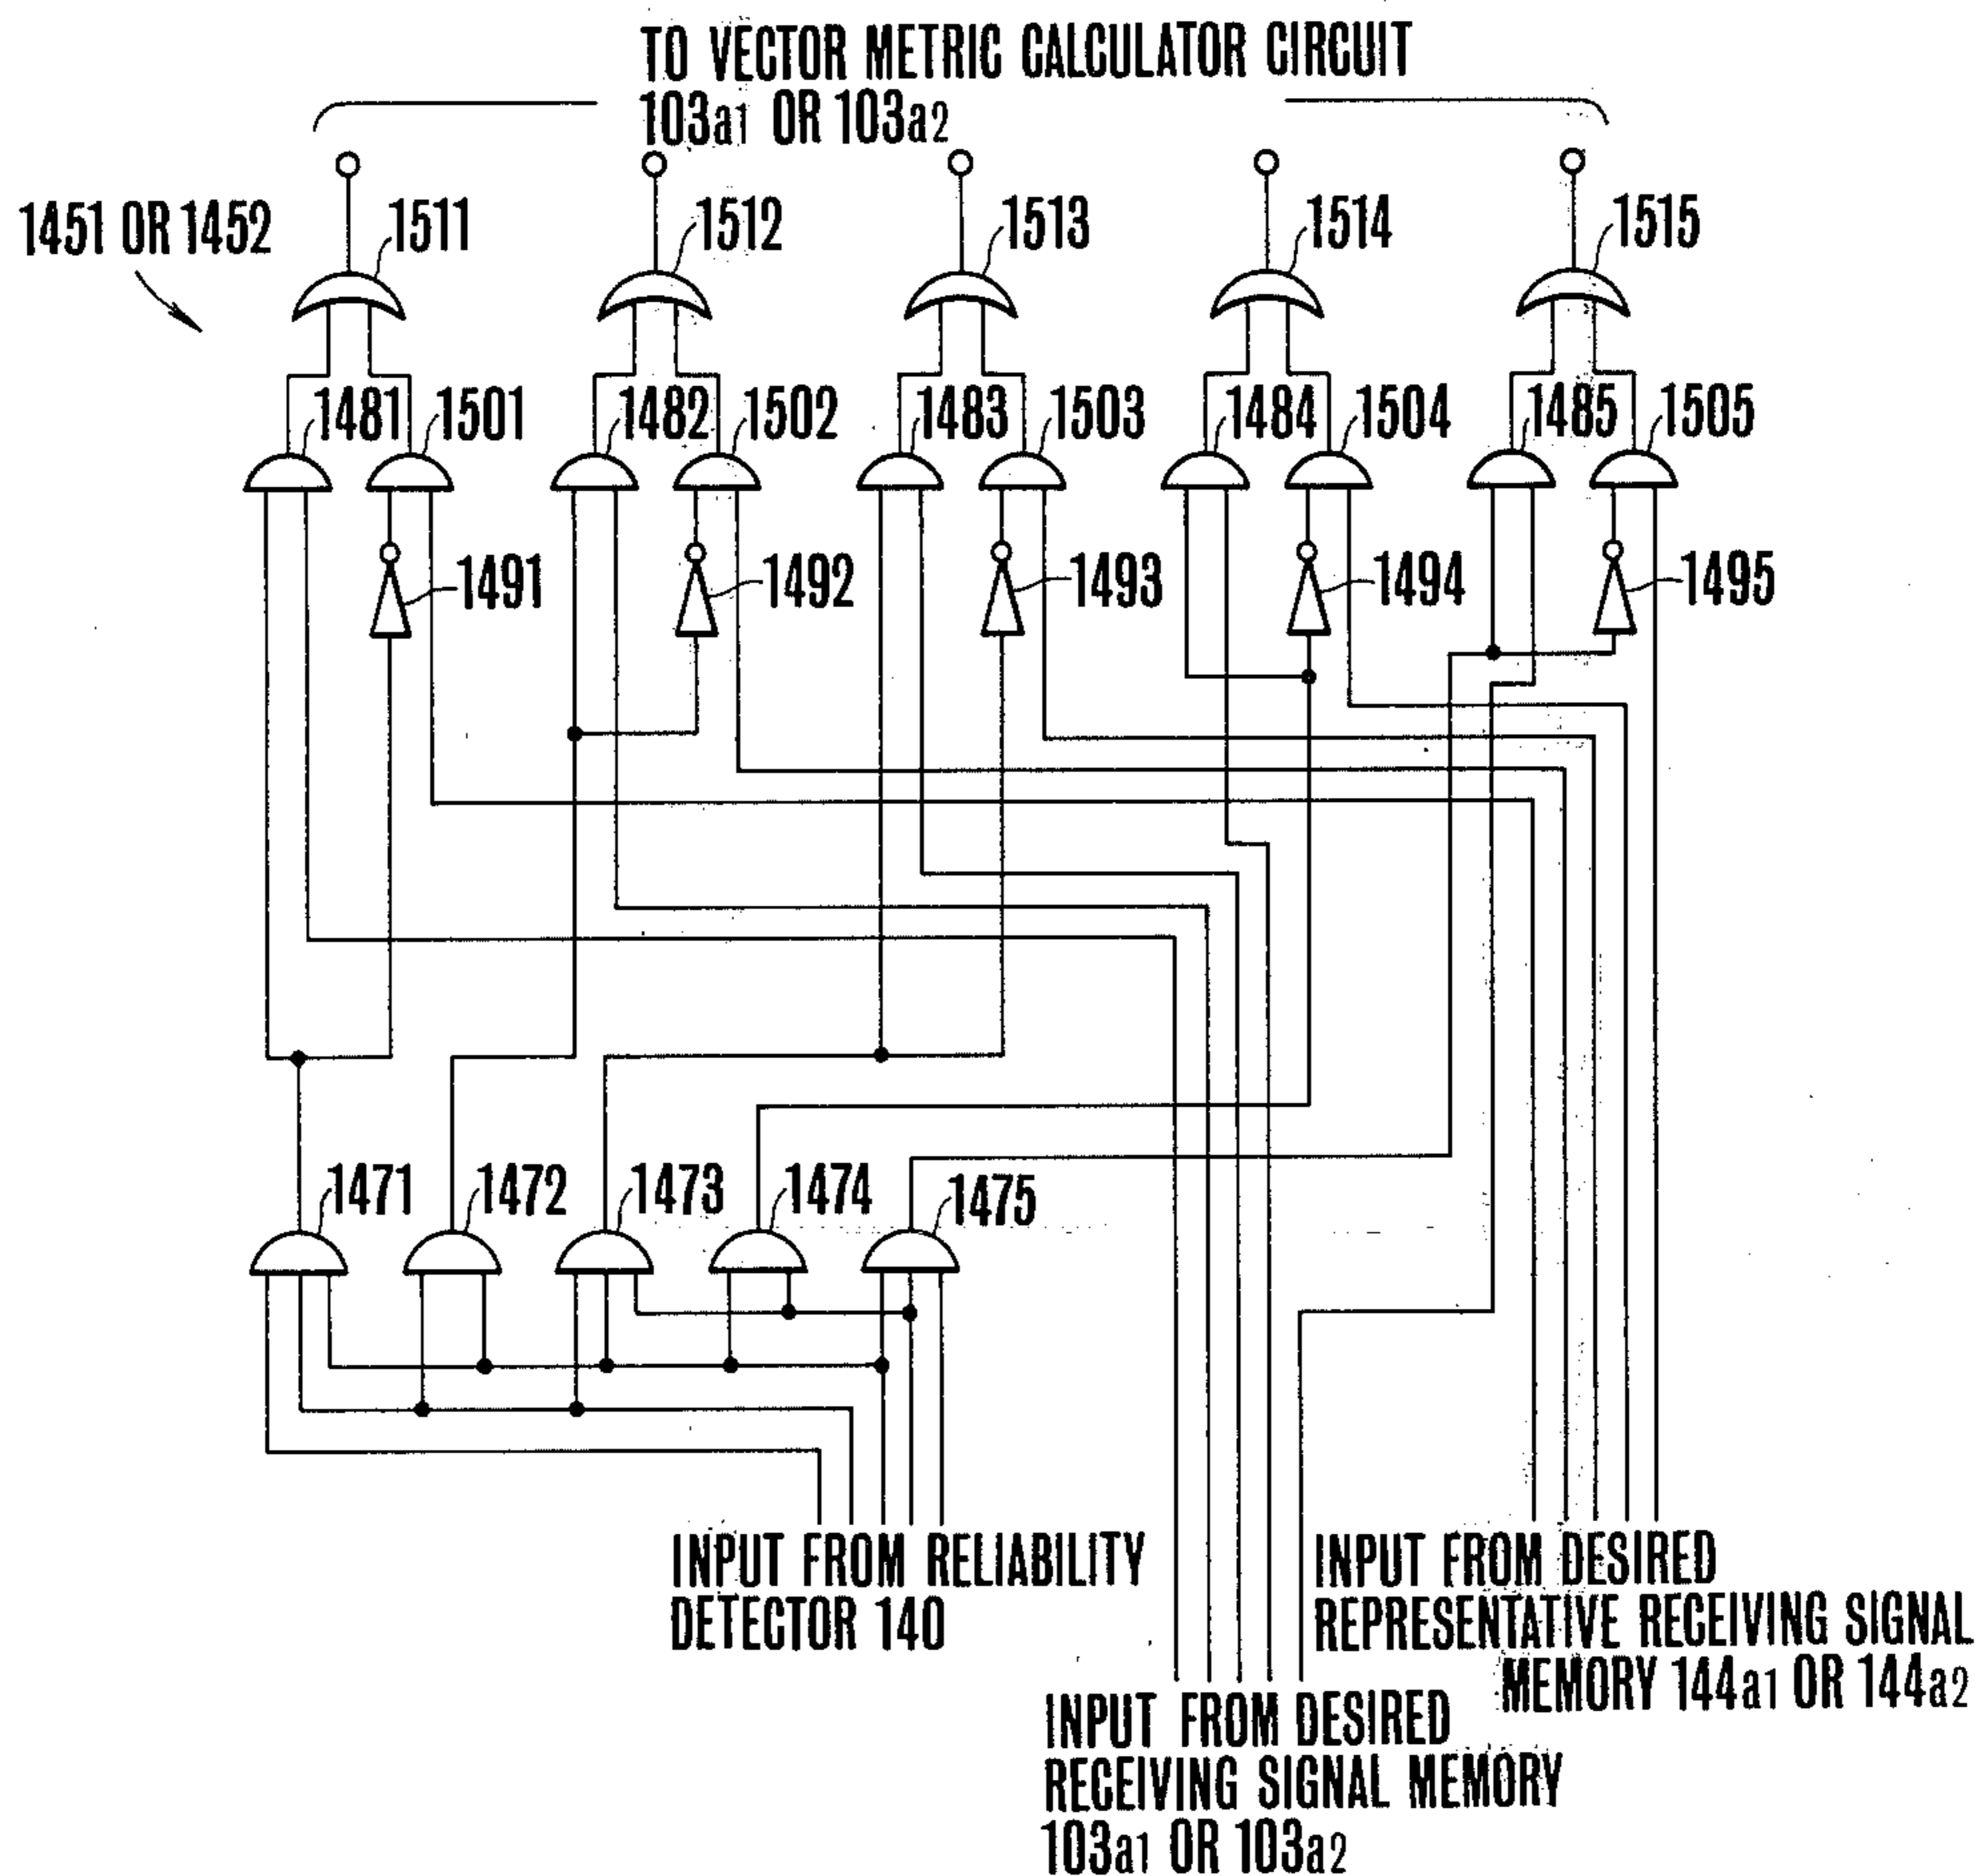 TO VECTOR METRIC CALCULATOR CIRCUIT
103a1 OR 103a2
1451 OR 1452
1511
1512
1513
1514
1515
1481
1501
1482
1502
1483
1503
1484
1504
1485
1505
1491
1492
1493
1494
1495
1471
1472
1473
1474
1475
INPUT FROM RELIABILITY
DETECTOR 140
INPUT FROM DESIRED
REPRESENTATIVE RECEIVING SIGNAL
MEMORY 144a1 OR 144a2
INPUT FROM DESIRED
RECEIVING SIGNAL MEMORY
103a1 OR 103a2